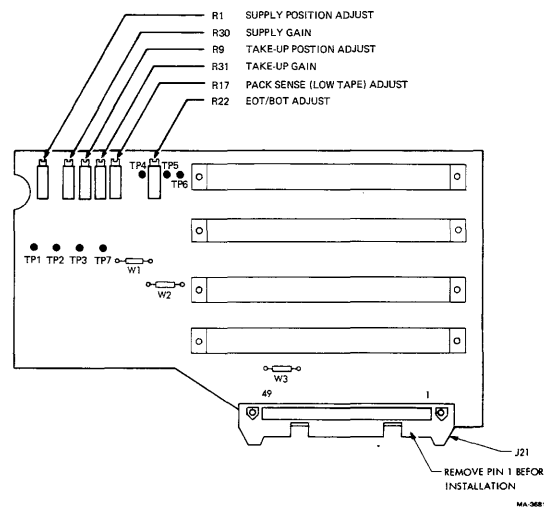 R1 SUPPLY POSITION ADJUST
R30 SUPPLY GAIN
R9 TAKE-UP POSTION ADJUST
R31 TAKE-UP GAIN
R17 PACK SENSE (LOW TAPE) ADJUST
R22 EOT/BOT ADJUST
TP4 TP5
TP6
TP1 TP2 TP3 TP7
W1
W2
W3
49 1
J21
REMOVE PIN 1 BEFOR
INSTALLATION
MA-3681